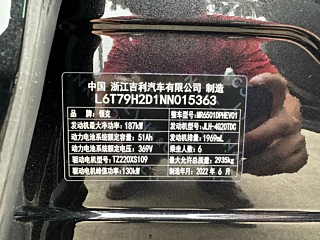 中国 浙江吉利汽车有限公司 制造
L6T79H2D1NN015363
品牌：领克 整车型号：MR6501DPHEV01
发动机最大净功率：187kW 发动机型号：JLH-4G20TDC
动力电池系统额定容量：51Ah 发动机排量：1969mL
动力电池系统额定电压：369V 乘坐人数：6
驱动电机型号：TZ220XS109 最大允许总质量：2935kg
驱动电机峰值功率：130kW 制造年月：2022 年 6 月